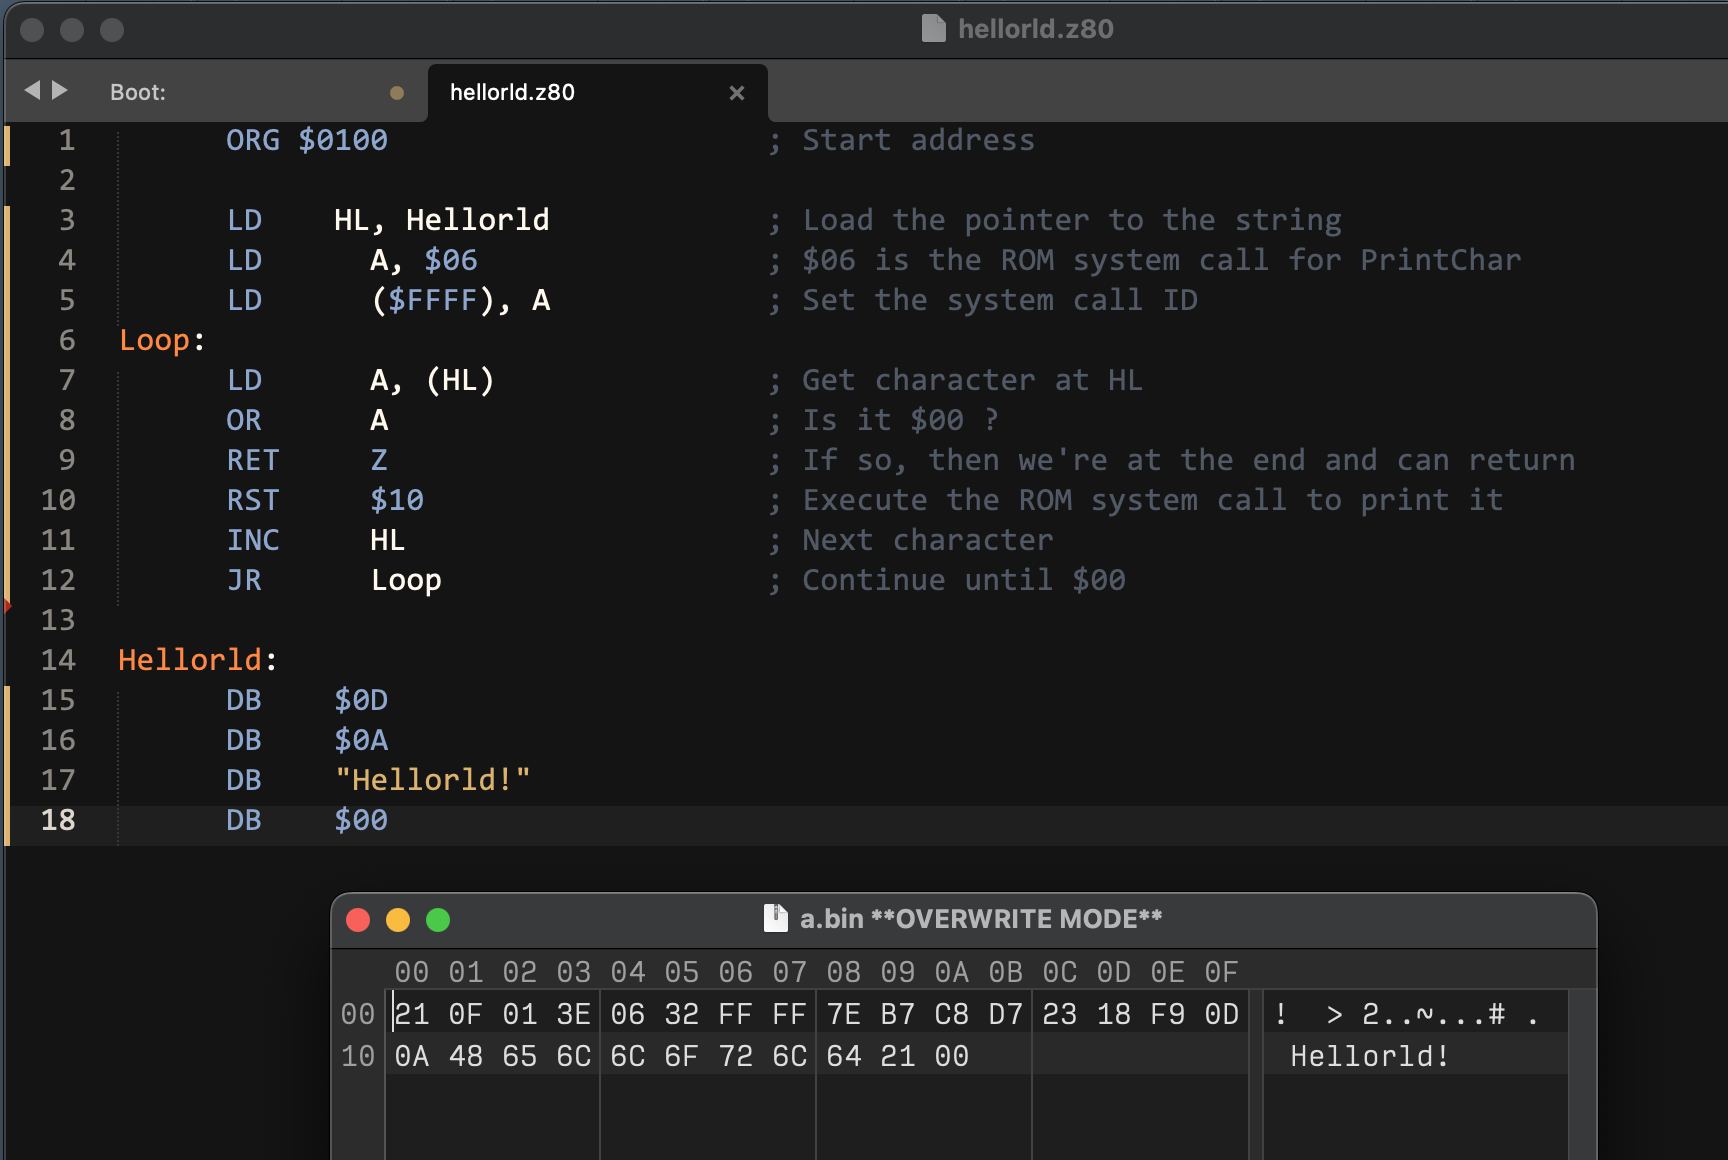 hellorld.z80
Boot: hellorld.z80
1 ORG $0100 ; Start address
2
3 LD HL, Hellorld ; Load the pointer to the string
4 LD A, $06 ; $06 is the ROM system call for PrintChar
5 LD ($FFFF), A ; Set the system call ID
6 Loop:
7 LD A, (HL) ; Get character at HL
8 OR A ; Is it $00 ?
9 RET Z ; If so, then we're at the end and can return
10 RST $10 ; Execute the ROM system call to print it
11 INC HL ; Next character
12 JR Loop ; Continue until $00
13
14 Hellorld:
15 DB $0D
16 DB $0A
17 DB "Hellorld!"
18 DB $00
a.bin **OVERWRITE MODE**
00 01 02 03 04 05 06 07 08 09 0A 0B 0C 0D 0E 0F
00 21 0F 01 3E 06 32 FF FF 7E B7 C8 D7 23 18 F9 0D ! > 2..~...# .
10 0A 48 65 6C 6C 6F 72 6C 64 21 00 Hellorld!